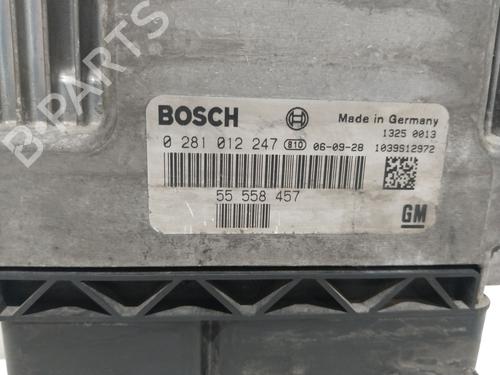 BOSCH
Made in Germany
1325 0013
0 281 012 247 810 06-09-28 1039S12972
55 558 457
GM
B-PARTS